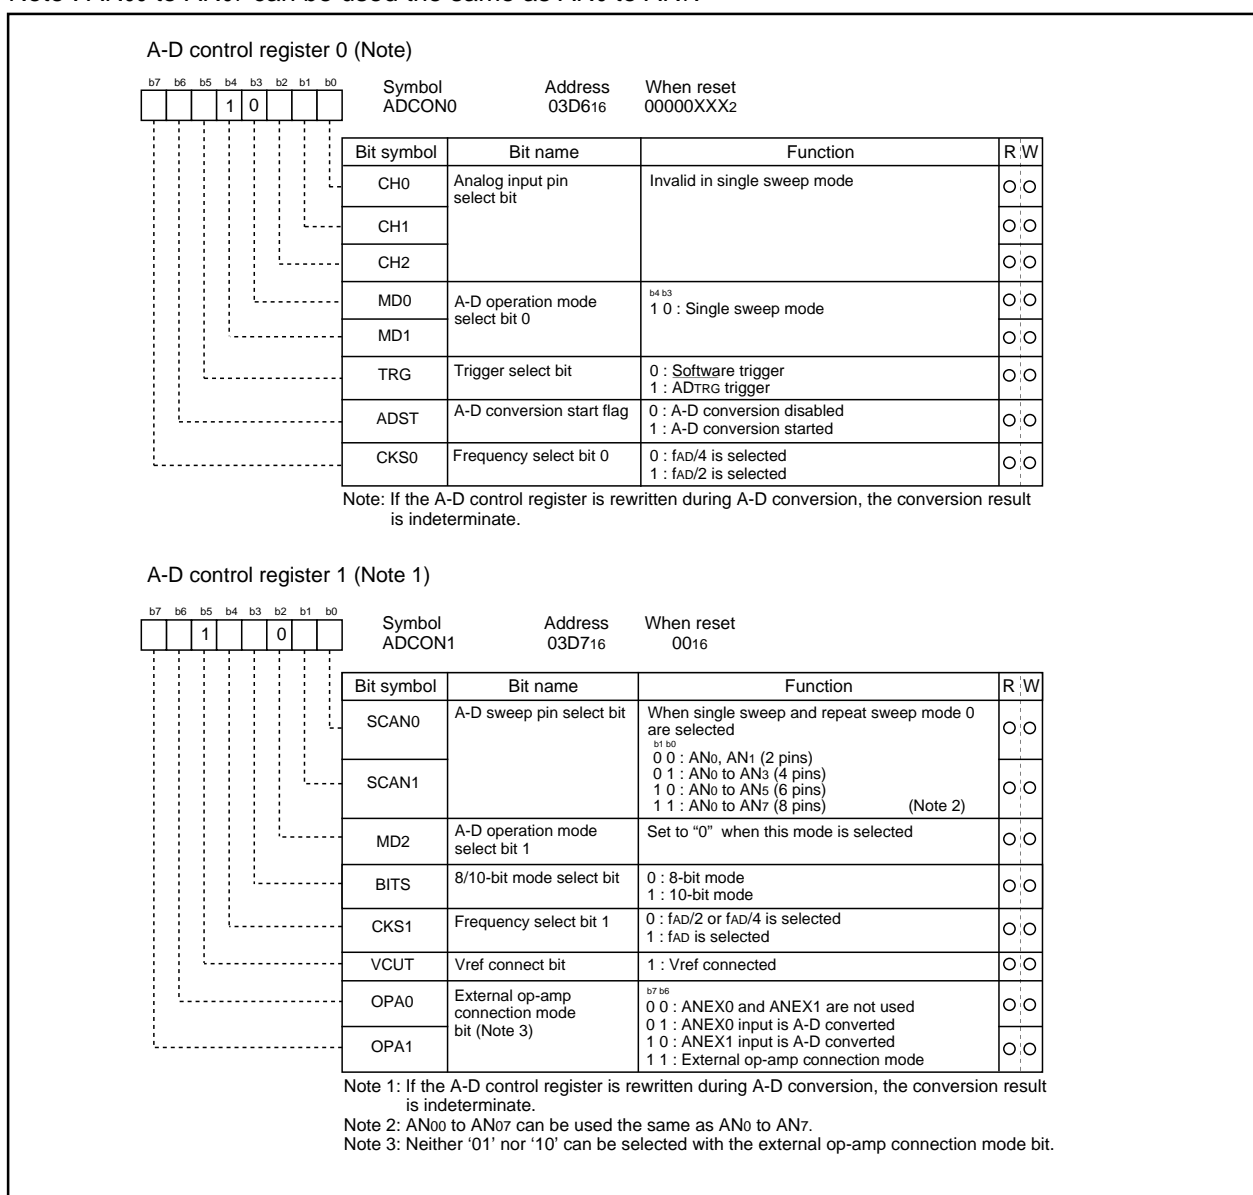 A-D control register 0 (Note)
b7 b6 b5 b4 b3 b2 b1 b0
1 0
Symbol Address When reset
ADCON0 03D616 00000XXX2
Bit symbol Bit name Function R W
CH0 Analog input pin select bit Invalid in single sweep mode
CH1
CH2
MD0 A-D operation mode select bit 0 b4 b3
1 0 : Single sweep mode
MD1
TRG Trigger select bit 0 : Software trigger
1 : ADTRG trigger
ADST A-D conversion start flag 0 : A-D conversion disabled
1 : A-D conversion started
CKS0 Frequency select bit 0 0 : fAD/4 is selected
1 : fAD/2 is selected
Note: If the A-D control register is rewritten during A-D conversion, the conversion result
is indeterminate.
A-D control register 1 (Note 1)
b7 b6 b5 b4 b3 b2 b1 b0
1 0
Symbol Address When reset
ADCON1 03D716 0016
Bit symbol Bit name Function R W
SCAN0 A-D sweep pin select bit When single sweep and repeat sweep mode 0
are selected
b1 b0
0 0 : AN0, AN1 (2 pins)
0 1 : AN0 to AN3 (4 pins)
SCAN1 1 0 : AN0 to AN5 (6 pins)
1 1 : AN0 to AN7 (8 pins) (Note 2)
MD2 A-D operation mode select bit 1 Set to “0” when this mode is selected
BITS 8/10-bit mode select bit 0 : 8-bit mode
1 : 10-bit mode
CKS1 Frequency select bit 1 0 : fAD/2 or fAD/4 is selected
1 : fAD is selected
VCUT Vref connect bit 1 : Vref connected
OPA0 External op-amp connection mode bit (Note 3) b7 b6
0 0 : ANEX0 and ANEX1 are not used
0 1 : ANEX0 input is A-D converted
OPA1 1 0 : ANEX1 input is A-D converted
1 1 : External op-amp connection mode
Note 1: If the A-D control register is rewritten during A-D conversion, the conversion result
is indeterminate.
Note 2: AN00 to AN07 can be used the same as AN0 to AN7.
Note 3: Neither ‘01’ nor ‘10’ can be selected with the external op-amp connection mode bit.